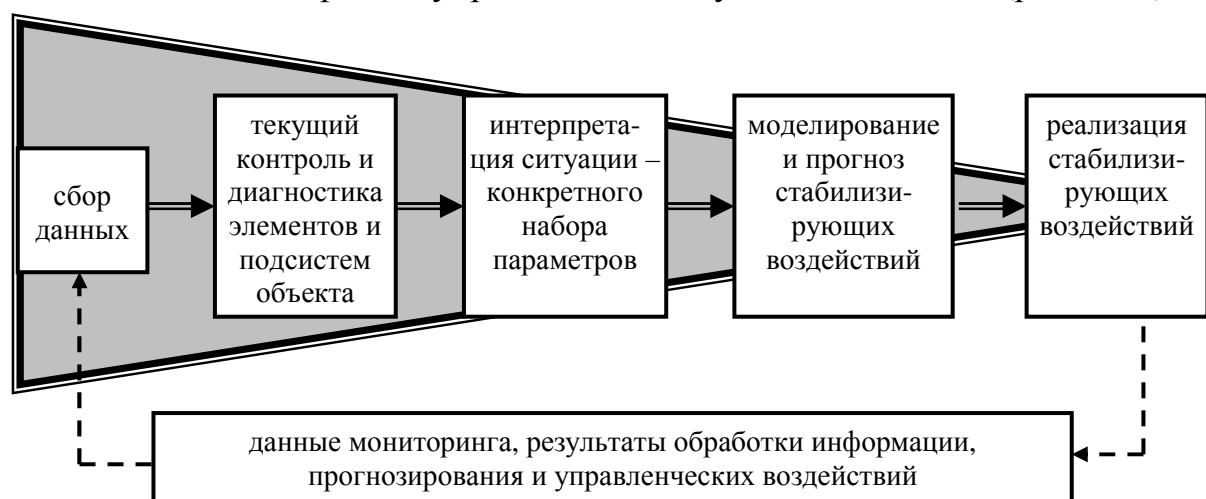 сбор
данных
текущий
контроль и
диагностика
элементов и
подсистем
объекта
интерпрета-
ция ситуации –
конкретного
набора
параметров
моделирование
и прогноз
стабилизи-
рующих
воздействий
реализация
стабилизи-
рующих
воздействий
данные мониторинга, результаты обработки информации,
прогнозирования и управленческих воздействий